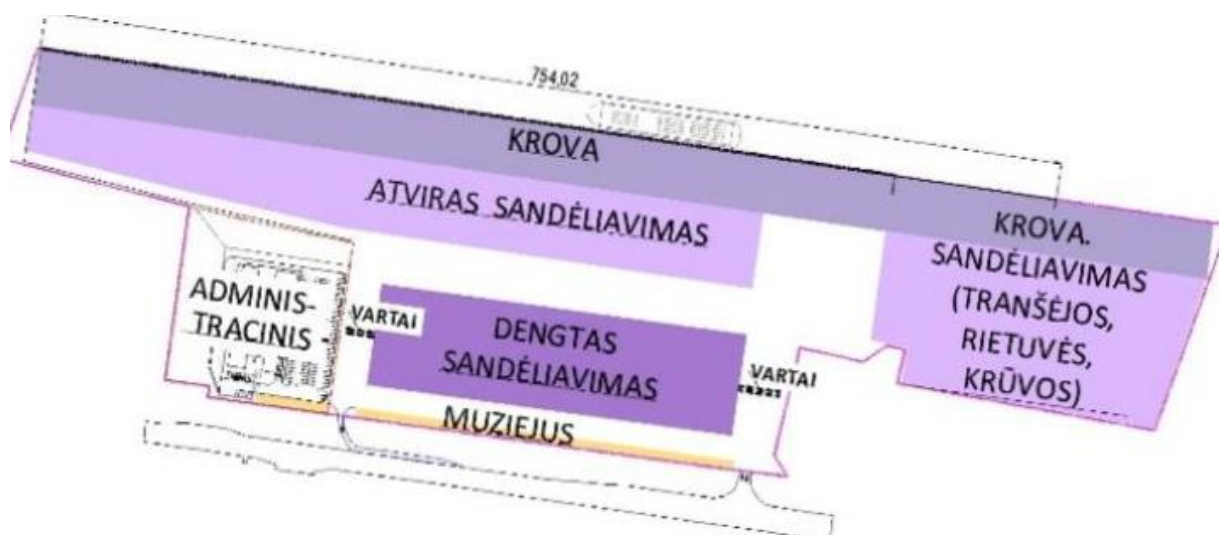 754,02
KROVA
ATVIRAS SANDĖLIAVIMAS
KROVA.
SANDĖLIAVIMAS
(TRANŠĖJOS,
RIETUVĖS,
KRŪVOS)
ADMINIS-
TRACINIS
VARTAI
DENGTAS
SANDĖLIAVIMAS
VARTAI
MUZIEJUS